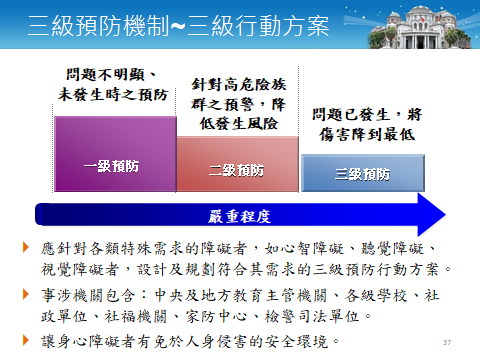 三級預防機制~三級行動方案
問題不明顯、
未發生時之預防
針對高危險族
群之預警，降
低發生風險
問題已發生，將
傷害降到最低
一級預防
二級預防
三級預防
嚴重程度
應針對各類特殊需求的障礙者，如心智障礙、聽覺障礙、
視覺障礙者，設計及規劃符合其需求的三級預防行動方案。
事涉機關包含：中央及地方教育主管機關、各級學校、社
政單位、社福機關、家防中心、檢警司法單位。
讓身心障礙者有免於人身侵害的安全環境。
37